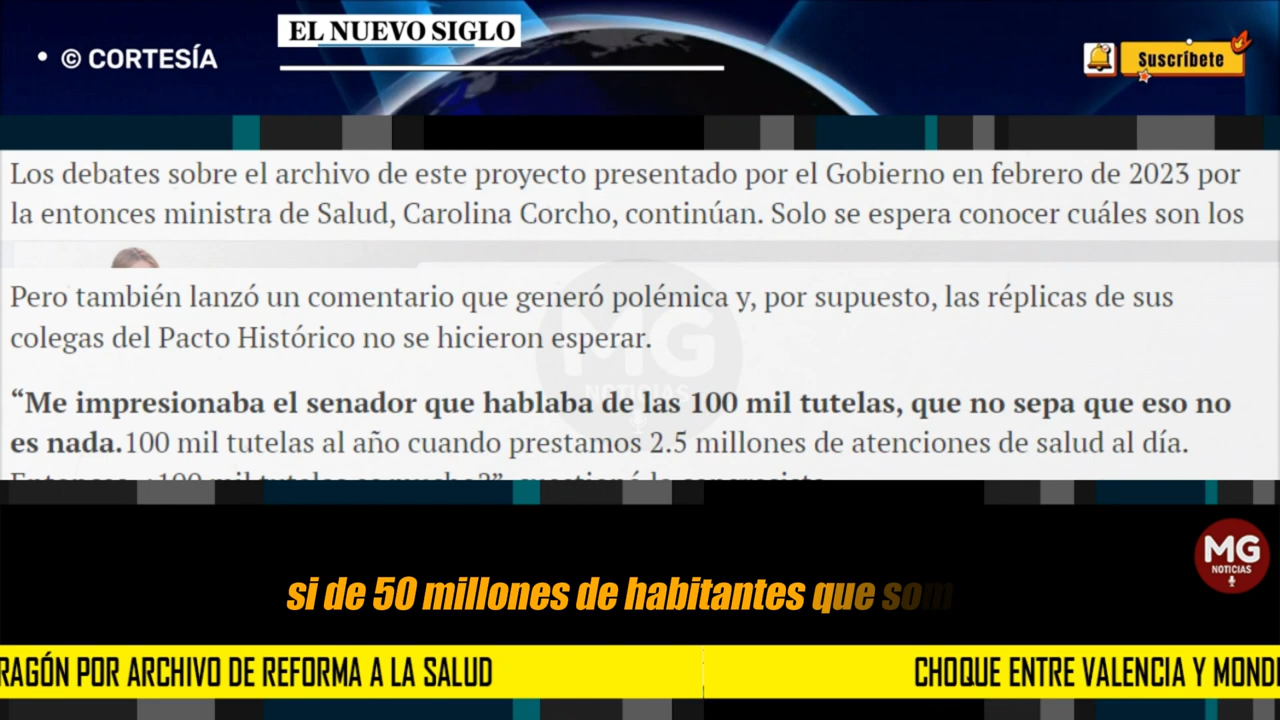 EL NUEVO SIGLO
• © CORTESÍA
Suscríbete
Los debates sobre el archivo de este proyecto presentado por el Gobierno en febrero de 2023 por
la entonces ministra de Salud, Carolina Corcho, continúan. Solo se espera conocer cuáles son los
Pero también lanzó un comentario que generó polémica y, por supuesto, las réplicas de sus
colegas del Pacto Histórico no se hicieron esperar.
“Me impresionaba el senador que hablaba de las 100 mil tutelas, que no sepa que eso no
es nada.100 mil tutelas al año cuando prestamos 2.5 millones de atenciones de salud al día.
MG
NOTICIAS
MG
NOTICIAS
si de 50 millones de habitantes que som
RAGÓN POR ARCHIVO DE REFORMA A LA SALUD
CHOQUE ENTRE VALENCIA Y MOND